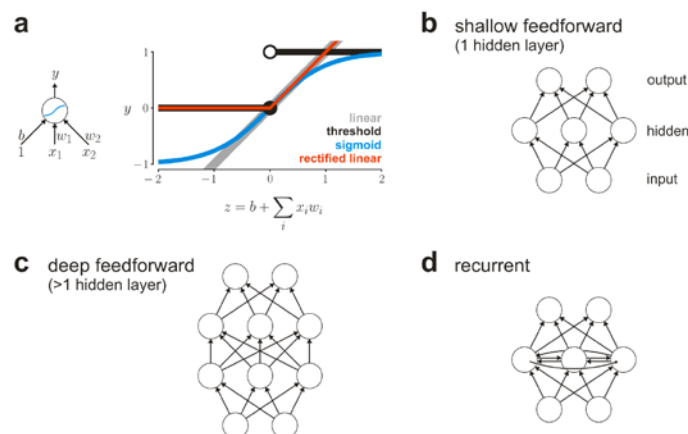 a
y
b
w₁
w₂
1
x₁
x₂
1
y 0
−1
−2
−1
0
1
2
linear
threshold
sigmoid
rectified linear
z = b + ∑ xᵢwᵢ
i
b shallow feedforward
(1 hidden layer)
output
hidden
input
c deep feedforward
(>1 hidden layer)
d recurrent